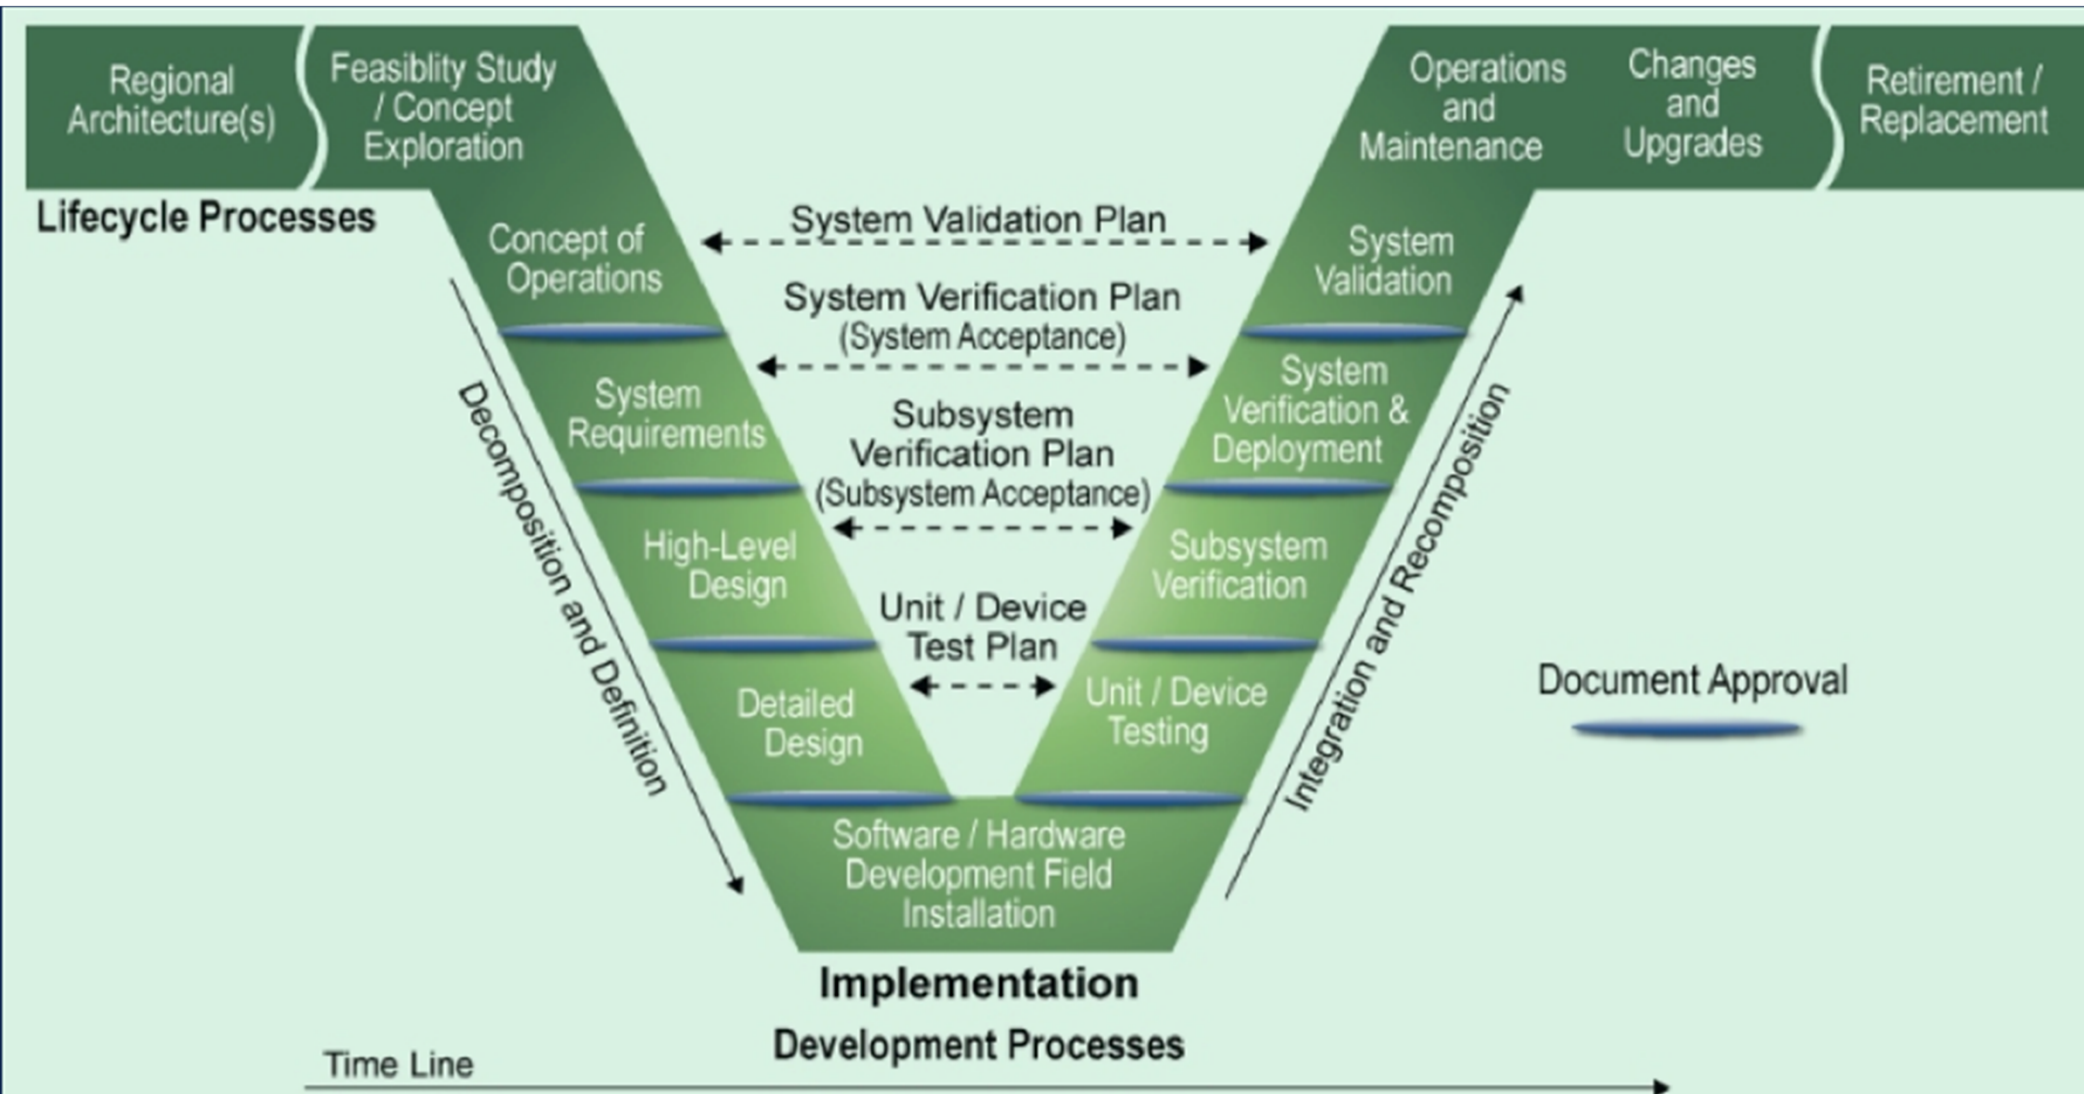 Regional
Architecture(s)
Feasiblity Study
/ Concept
Exploration
Operations
and
Maintenance
Changes
and
Upgrades
Retirement /
Replacement
Lifecycle Processes
Concept of
Operations
System Validation Plan
System
Validation
System Verification Plan
(System Acceptance)
System
Requirements
System
Verification &
Deployment
Subsystem
Verification Plan
(Subsystem Acceptance)
High-Level
Design
Subsystem
Verification
Unit / Device
Test Plan
Detailed
Design
Unit / Device
Testing
Decomposition and Definition
Integration and Recomposition
Document Approval
Software / Hardware
Development Field
Installation
Implementation
Development Processes
Time Line